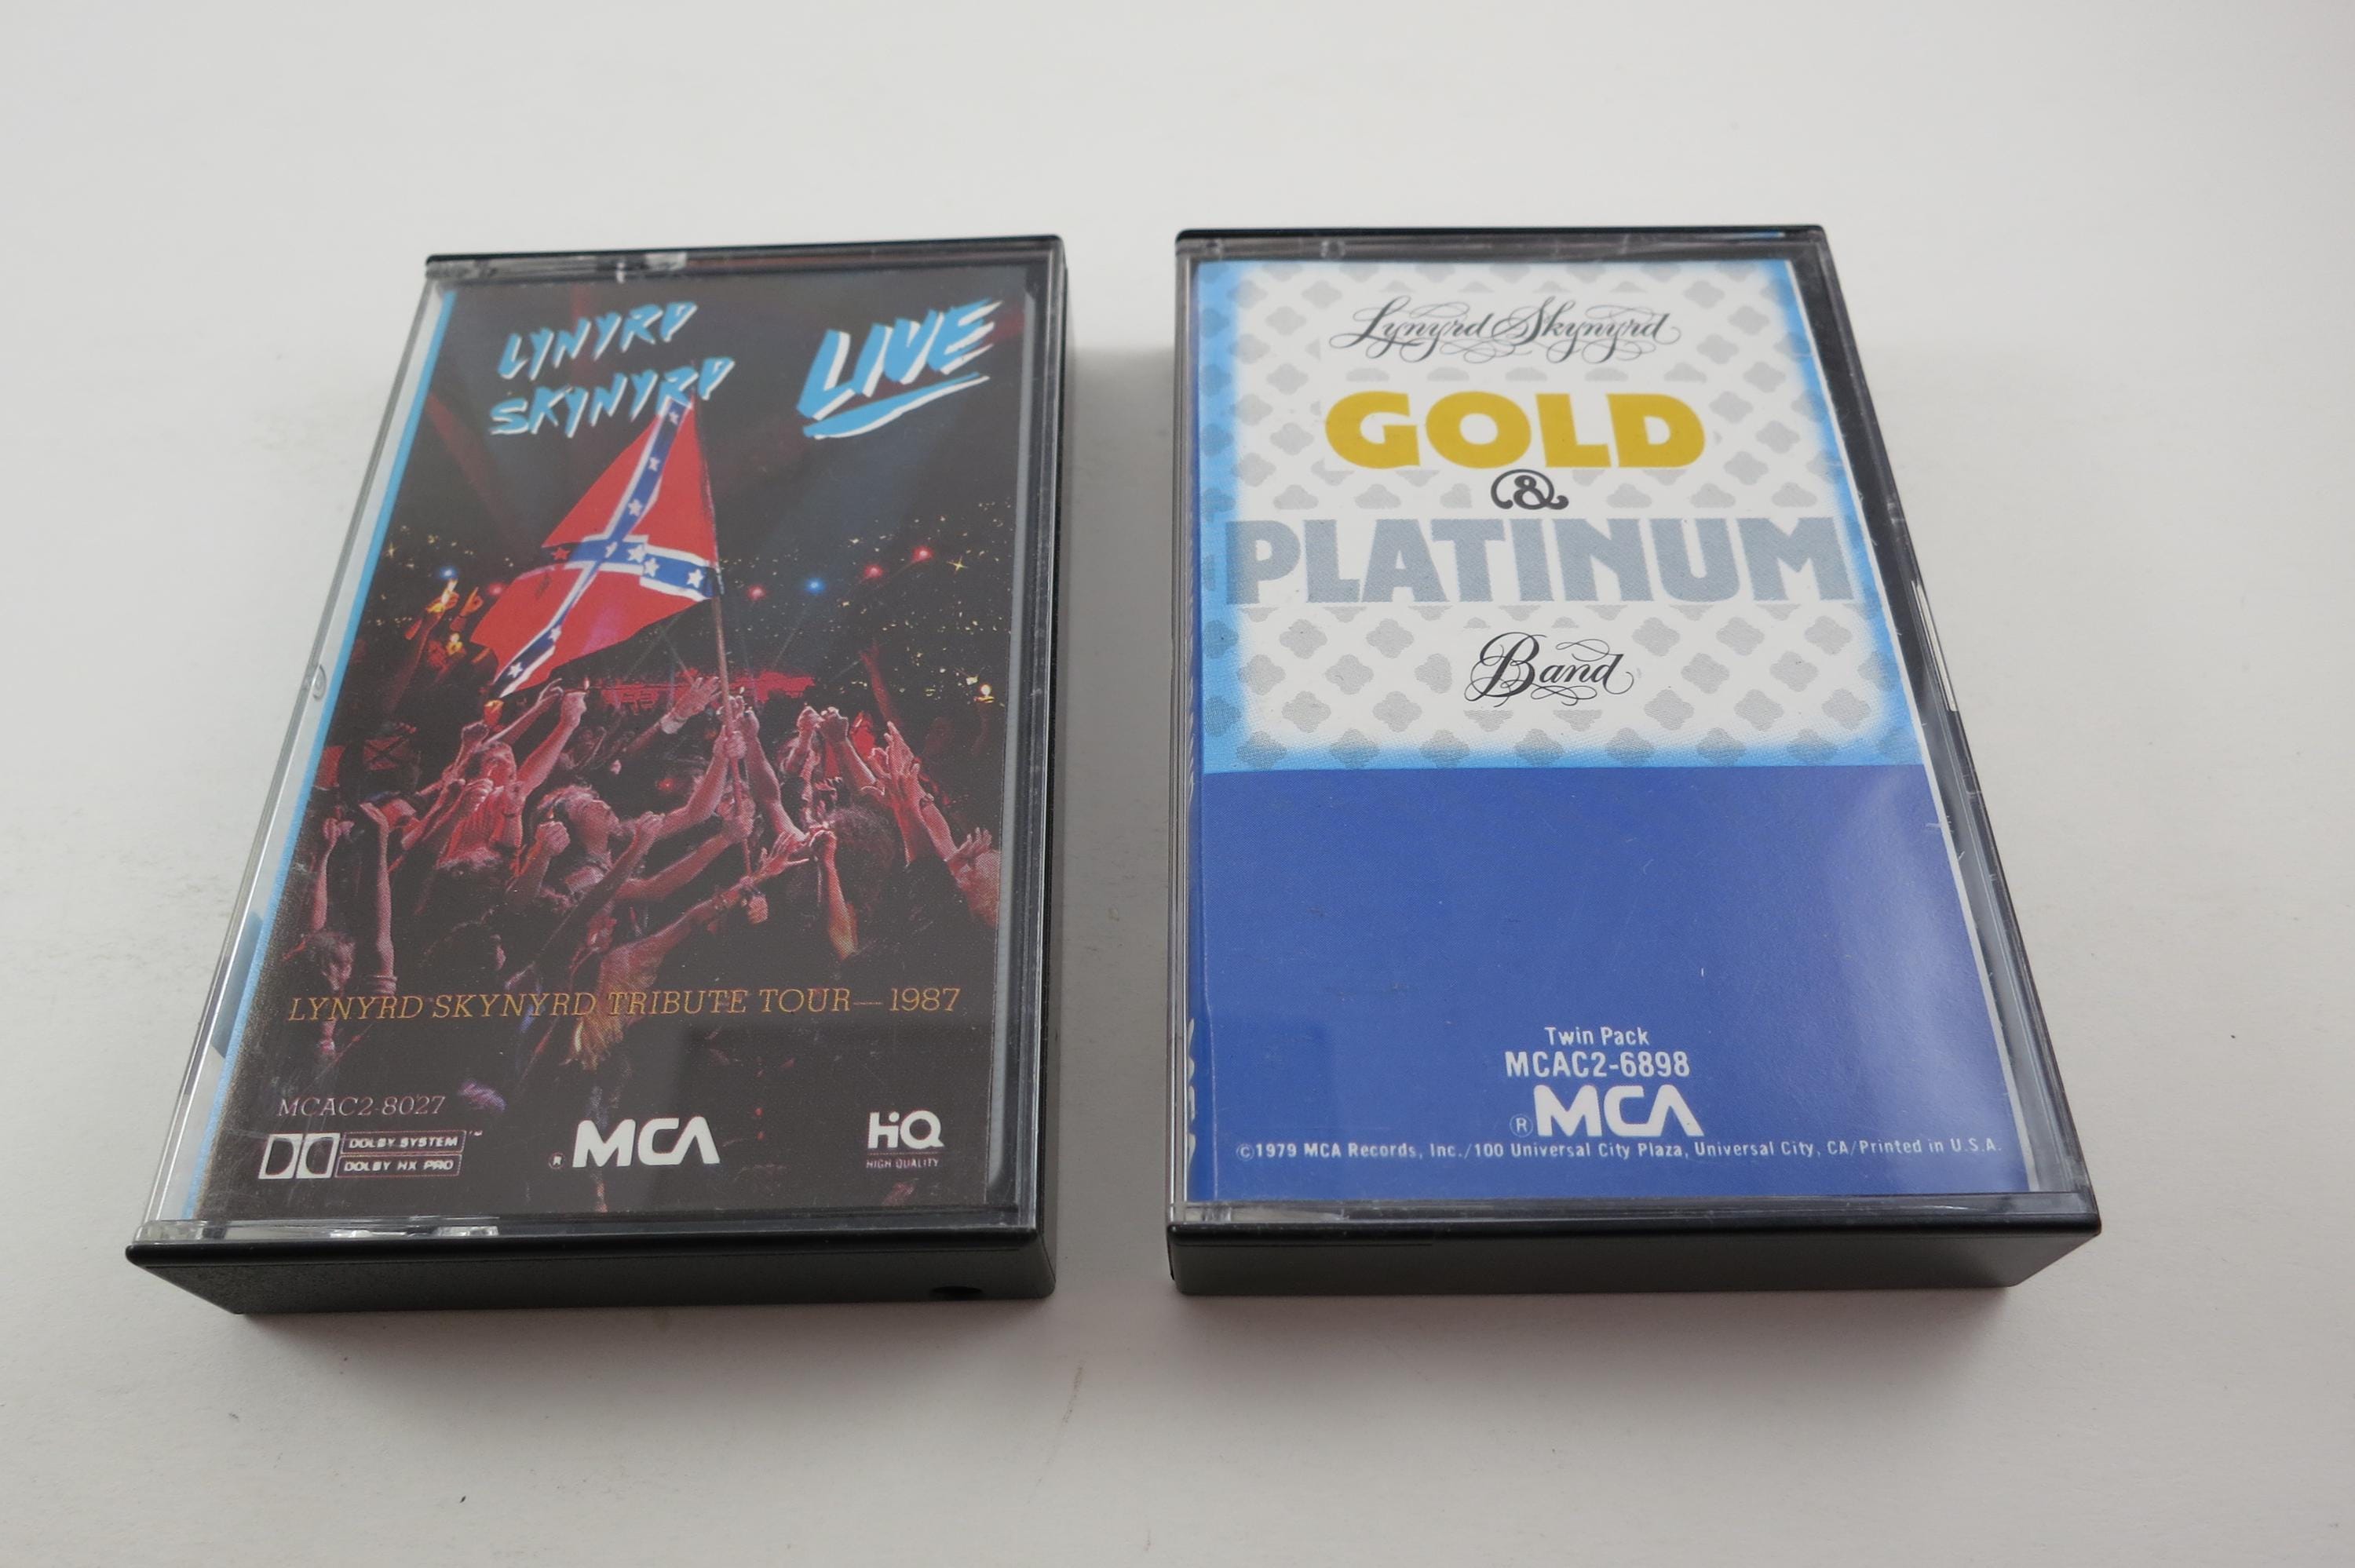 LYNYRD
SKYNYRD
LIVE
LYNYRD SKYNYRD TRIBUTE TOUR—1987
MCAC2-8027
DOLBY SYSTEM
DOLBY HX PRO
® MCA
HiQ
HIGH QUALITY
Lynyrd Skynyrd
GOLD
&
PLATINUM
Band
Twin Pack
MCAC2-6898
® MCA
©1979 MCA Records, Inc./100 Universal City Plaza, Universal City, CA/Printed in U.S.A.